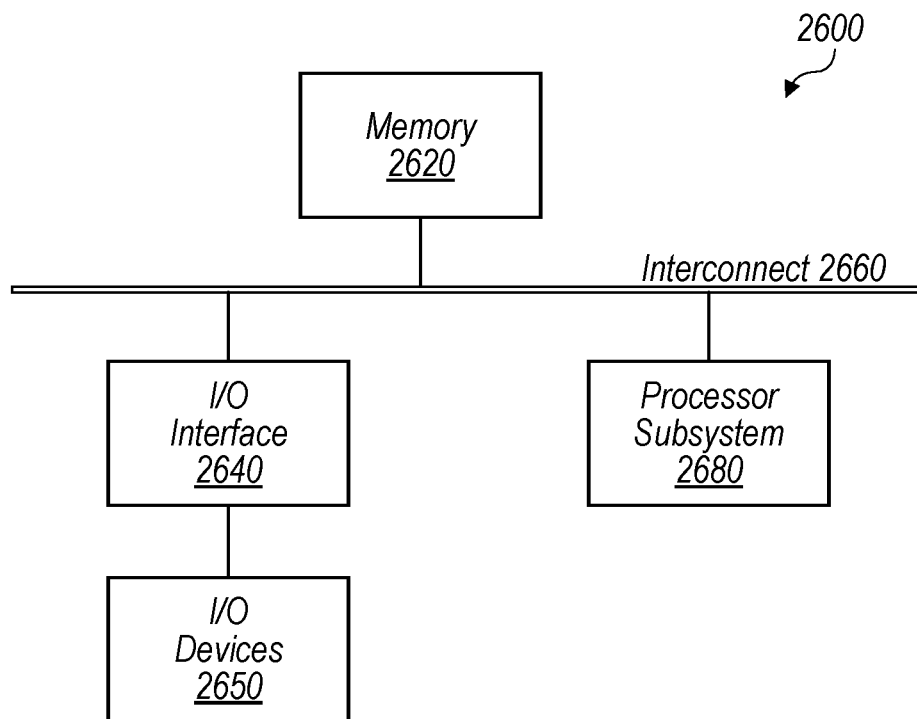 2600
Memory
2620
Interconnect 2660
I/O
Interface
2640
Processor
Subsystem
2680
I/O
Devices
2650